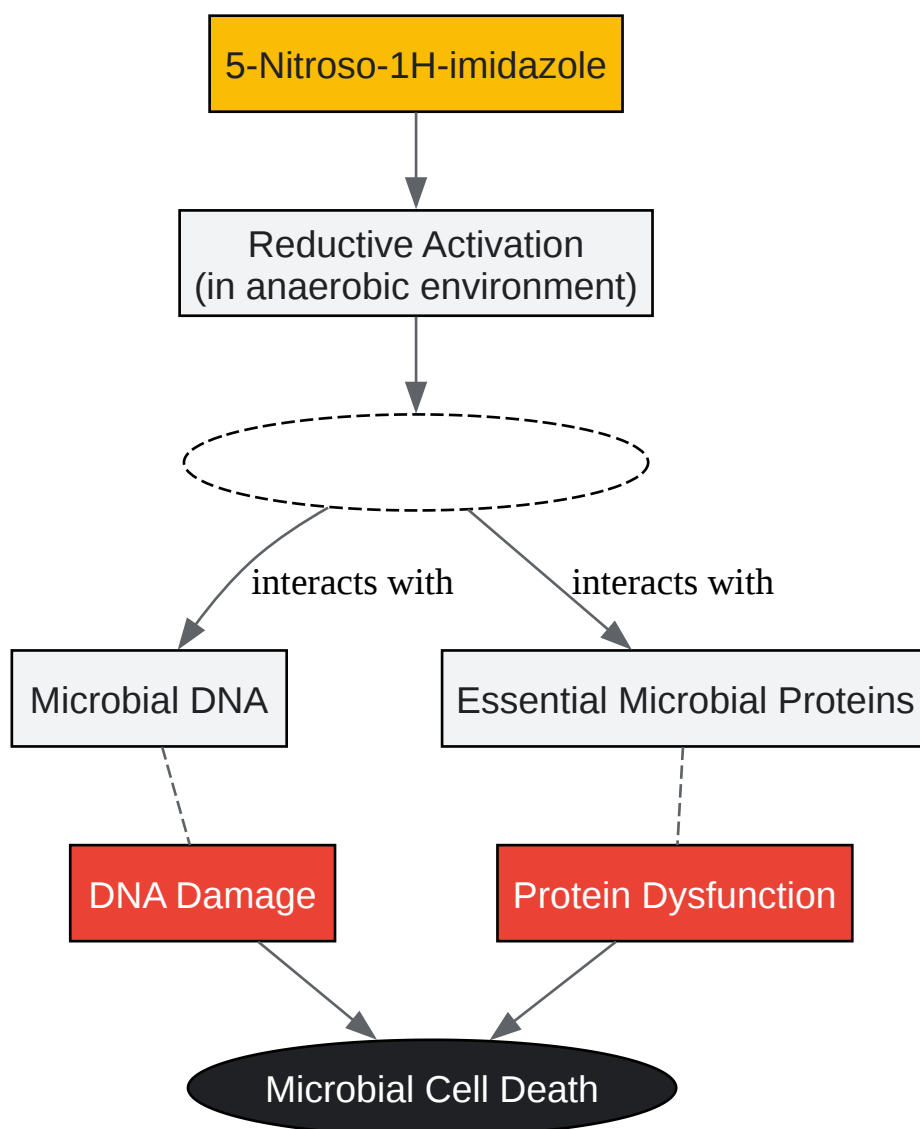 5-Nitroso-1H-imidazole
Reductive Activation
(in anaerobic environment)
interacts with
interacts with
Microbial DNA
Essential Microbial Proteins
DNA Damage
Protein Dysfunction
Microbial Cell Death